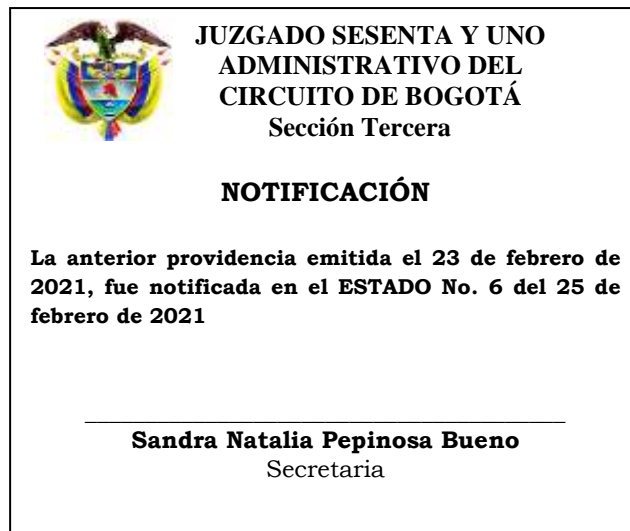 JUZGADO SESENTA Y UNO
ADMINISTRATIVO DEL
CIRCUITO DE BOGOTÁ
Sección Tercera
NOTIFICACIÓN
La anterior providencia emitida el 23 de febrero de
2021, fue notificada en el ESTADO No. 6 del 25 de
febrero de 2021
Sandra Natalia Pepinosa Bueno
Secretaria